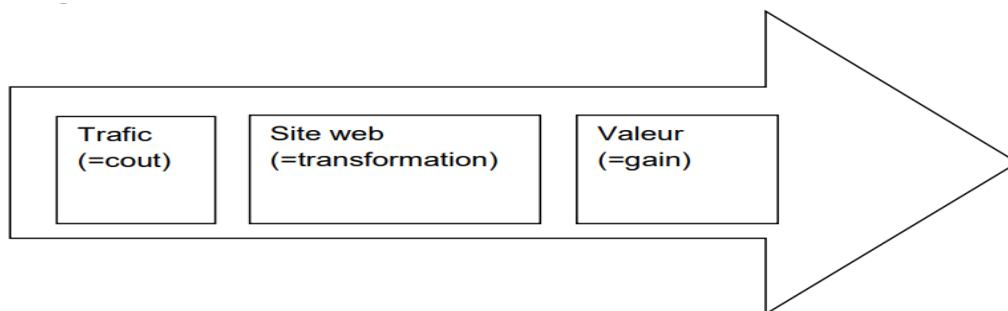 Trafic
(=cout)
Site web
(=transformation)
Valeur
(=gain)